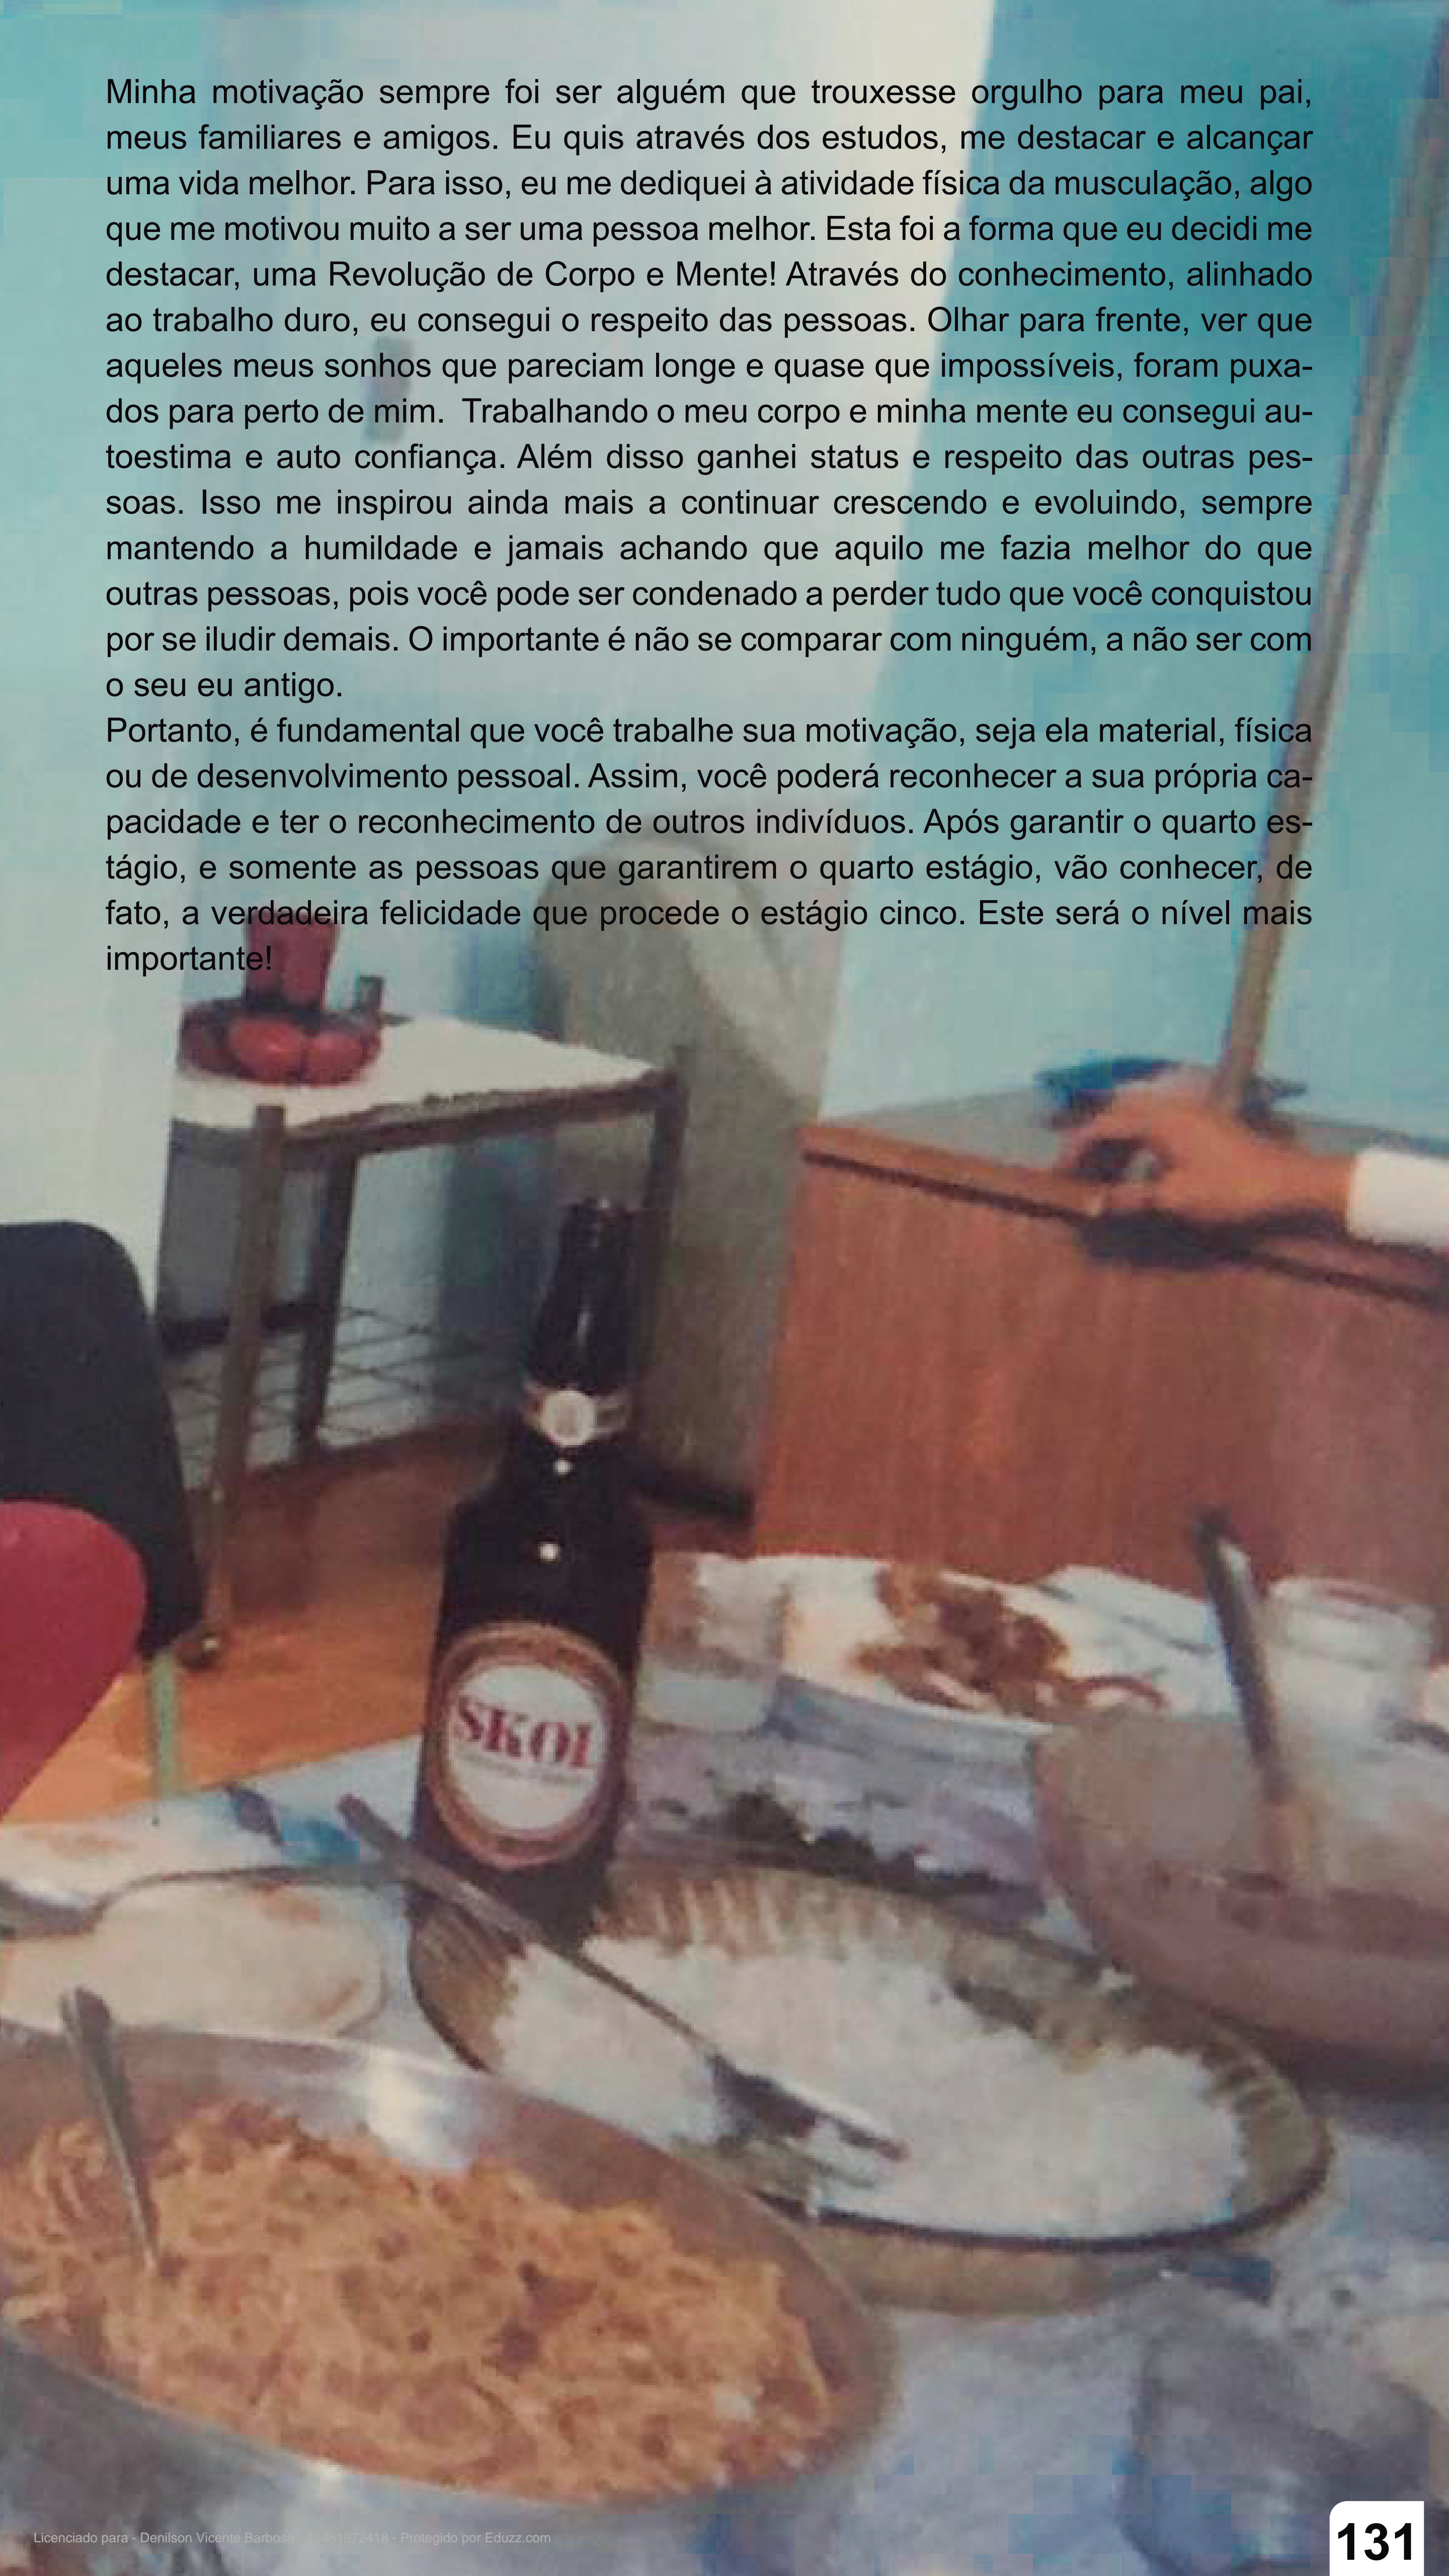 Minha motivação sempre foi ser alguém que trouxesse orgulho para meu pai,
meus familiares e amigos. Eu quis através dos estudos, me destacar e alcançar
uma vida melhor. Para isso, eu me dediquei à atividade física da musculação, algo
que me motivou muito a ser uma pessoa melhor. Esta foi a forma que eu decidi me
destacar, uma Revolução de Corpo e Mente! Através do conhecimento, alinhado
ao trabalho duro, eu consegui o respeito das pessoas. Olhar para frente, ver que
aqueles meus sonhos que pareciam longe e quase que impossíveis, foram puxa-
dos para perto de mim.  Trabalhando o meu corpo e minha mente eu consegui au-
toestima e auto confiança. Além disso ganhei status e respeito das outras pes-
soas. Isso me inspirou ainda mais a continuar crescendo e evoluindo, sempre
mantendo a humildade e jamais achando que aquilo me fazia melhor do que
outras pessoas, pois você pode ser condenado a perder tudo que você conquistou
por se iludir demais. O importante é não se comparar com ninguém, a não ser com
o seu eu antigo.
Portanto, é fundamental que você trabalhe sua motivação, seja ela material, física
ou de desenvolvimento pessoal. Assim, você poderá reconhecer a sua própria ca-
pacidade e ter o reconhecimento de outros indivíduos. Após garantir o quarto es-
tágio, e somente as pessoas que garantirem o quarto estágio, vão conhecer, de
fato, a verdadeira felicidade que procede o estágio cinco. Este será o nível mais
importante!
SKOL
Licenciado para - Denilson Vicente Barbosa - - Protegido por Eduzz.com
131